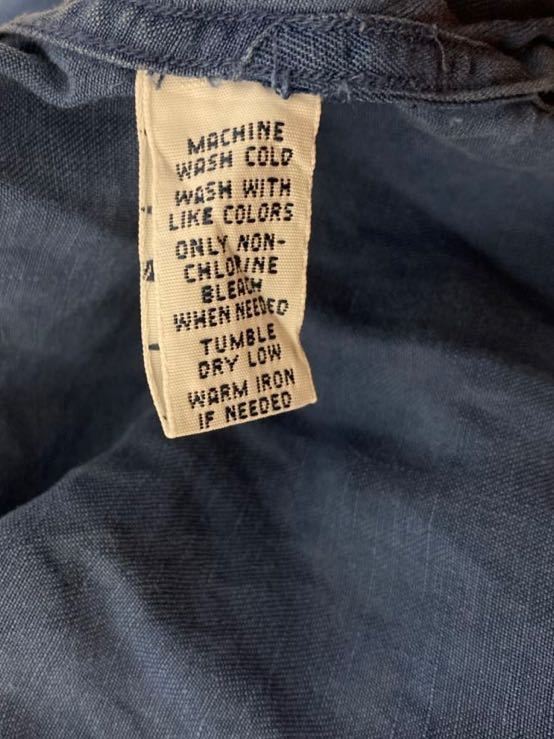 MACHINE
WASH COLD
WASH WITH
LIKE COLORS
ONLY NON-
CHLORINE
BLEACH
WHEN NEEDED
TUMBLE
DRY LOW
WARM IRON
IF NEEDED